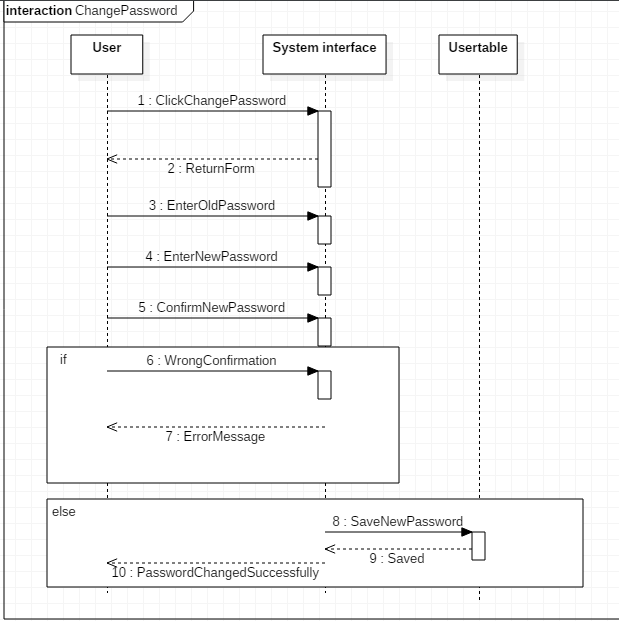 interaction ChangePassword
User
System interface
Usertable
1 : ClickChangePassword
2 : ReturnForm
3 : EnterOldPassword
4 : EnterNewPassword
5 : ConfirmNewPassword
if
6 : WrongConfirmation
7 : ErrorMessage
else
8 : SaveNewPassword
9 : Saved
10 : PasswordChangedSuccessfully